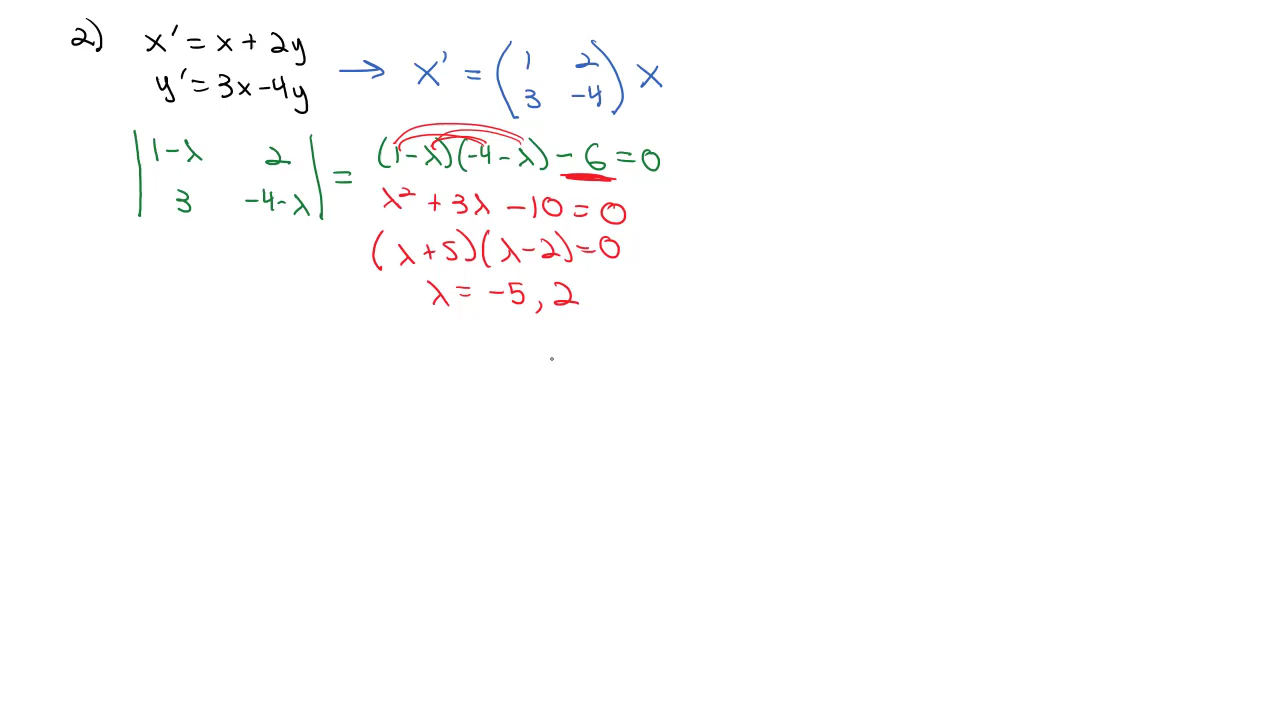 2) x' = x + 2y
y' = 3x - 4y
→ X' = ( 1 2
3 -4 ) X
| 1-λ 2
3 -4-λ | =
(1-λ)(-4-λ) - 6 = 0
λ² + 3λ - 10 = 0
(λ+5)(λ-2) = 0
λ = -5, 2